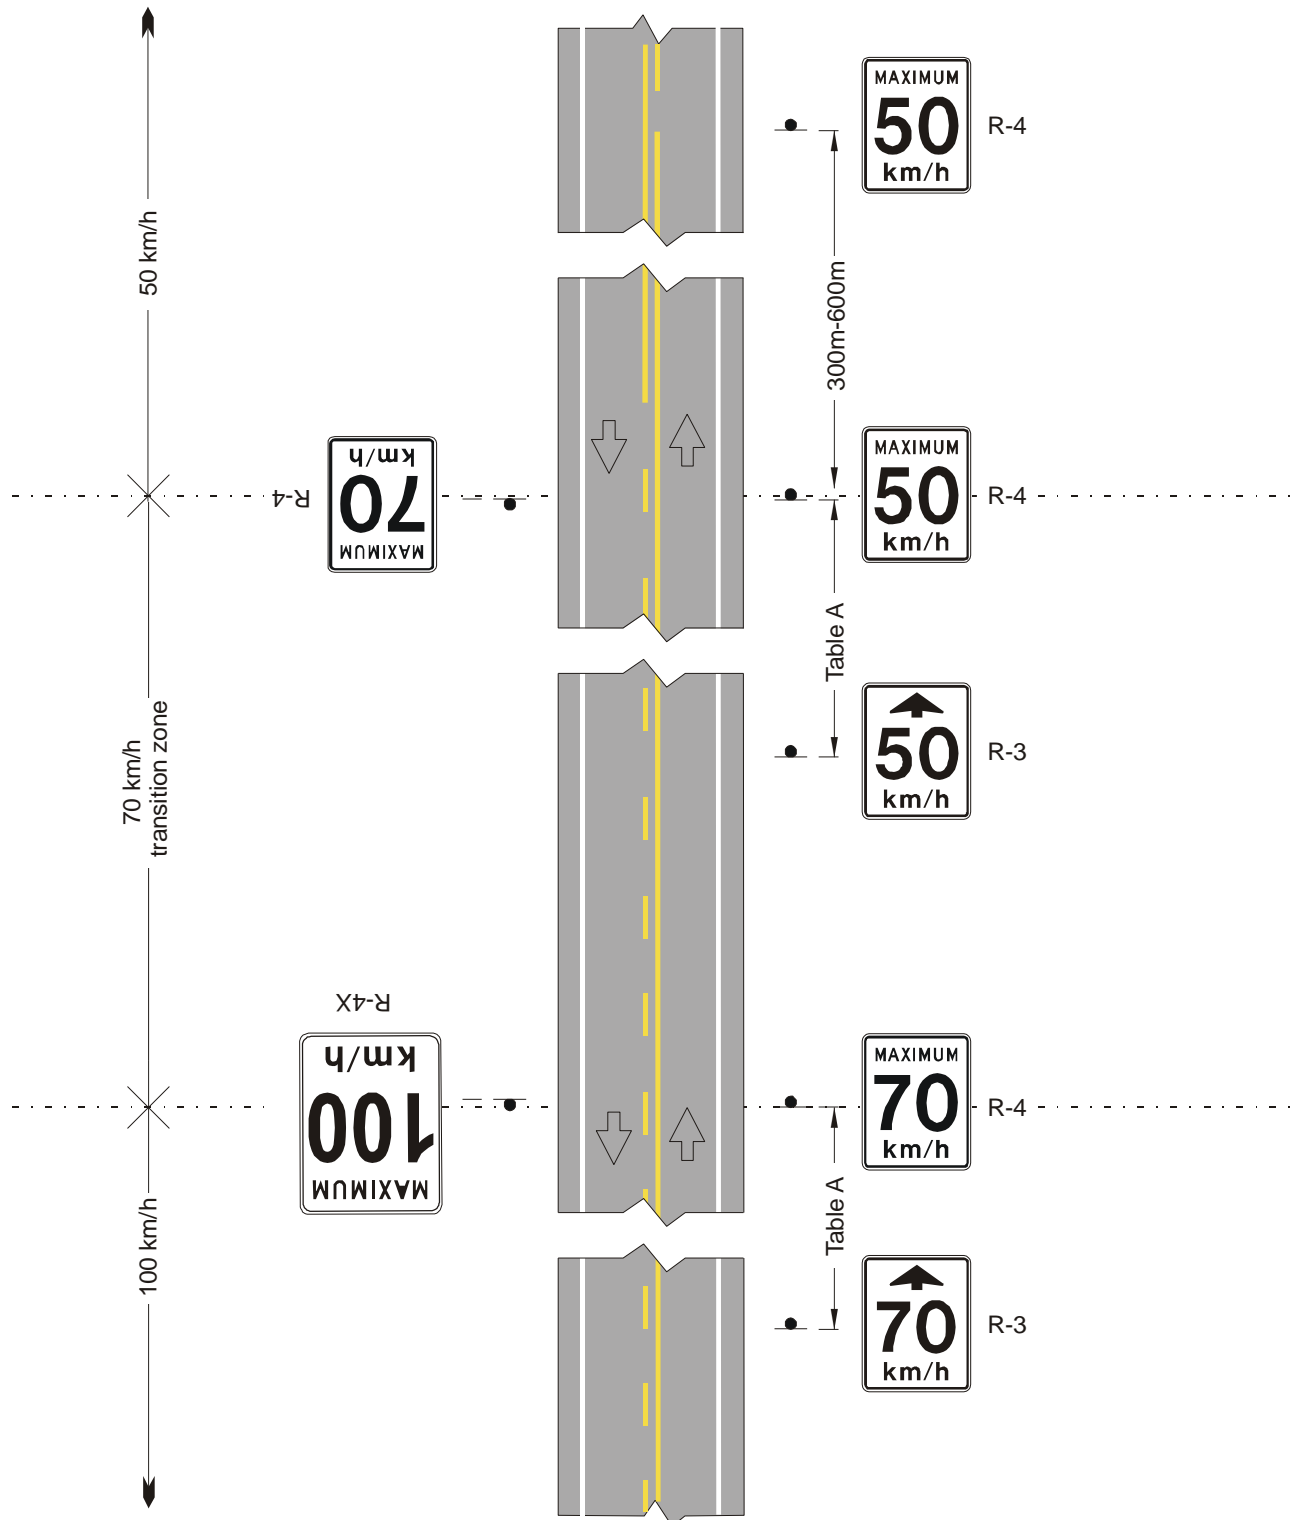 MAXIMUM
50
km/h
R-4
50 km/h
300m-600m
km/h
70
MAXIMUM
R-4
MAXIMUM
50
km/h
R-4
Table A
50
km/h
R-3
70 km/h
transition zone
R-4X
km/h
100
MAXIMUM
MAXIMUM
70
km/h
R-4
Table A
100 km/h
70
km/h
R-3